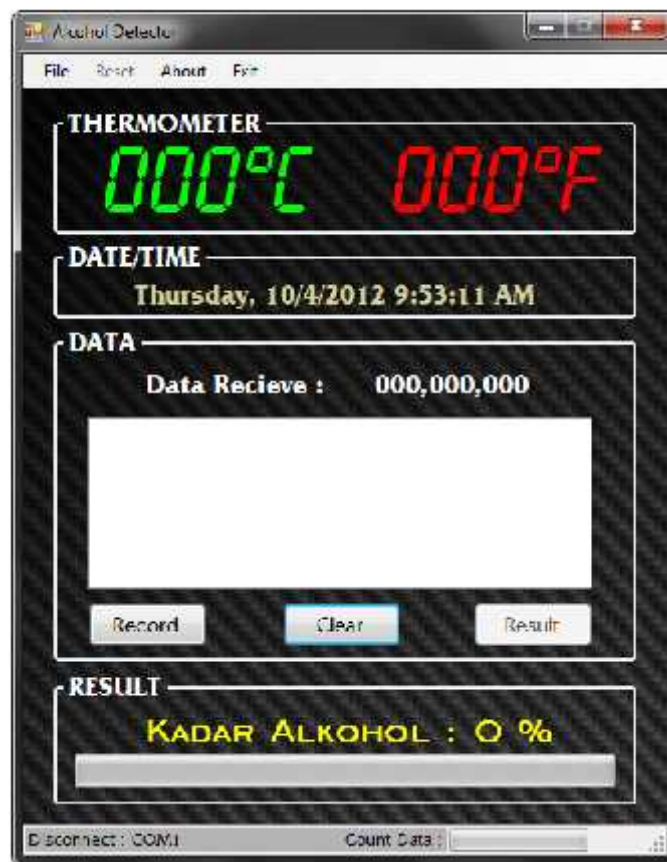 Alcohol Detector
File Reset About Exit
THERMOMETER
000°C 000°F
DATE/TIME
Thursday, 10/4/2012 9:53:11 AM
DATA
Data Recieve : 000,000,000
Record Clear Result
RESULT
KADAR ALKOHOL : 0 %
Disconnect : Count Data :